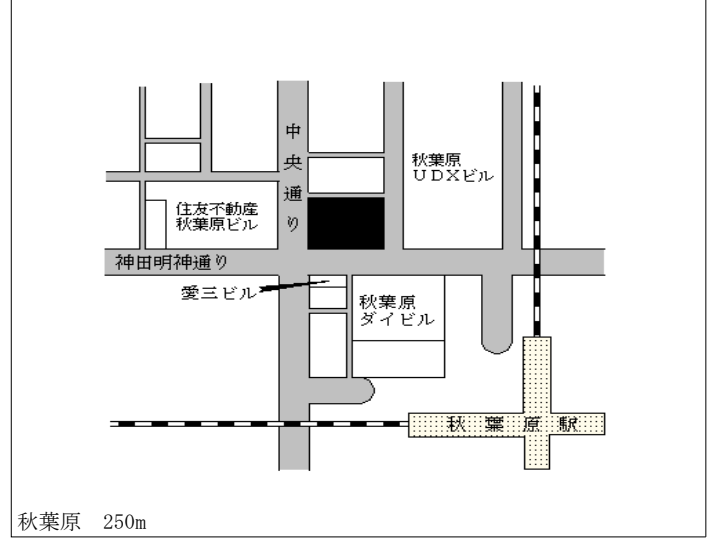 中央通り
秋葉原
ＵＤＸビル
住友不動産
秋葉原ビル
神田明神通り
愛三ビル
秋葉原
ダイビル
秋葉原駅
秋葉原　250m